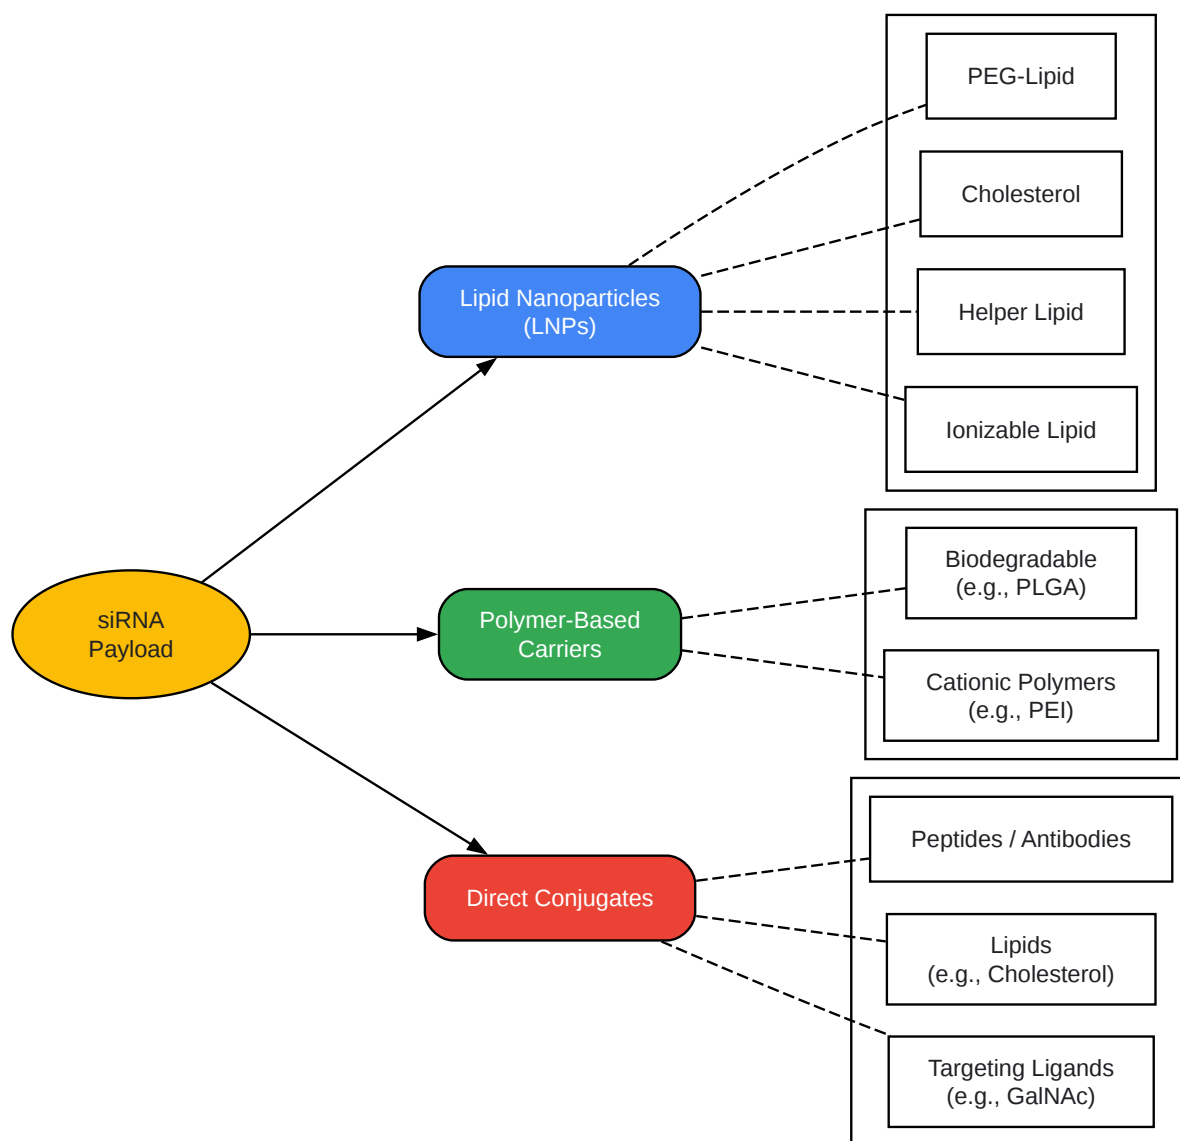 PEG-Lipid
Cholesterol
Lipid Nanoparticles
(LNPs)
Helper Lipid
Ionizable Lipid
siRNA
Payload
Polymer-Based
Carriers
Biodegradable
(e.g., PLGA)
Cationic Polymers
(e.g., PEI)
Direct Conjugates
Peptides / Antibodies
Lipids
(e.g., Cholesterol)
Targeting Ligands
(e.g., GalNAc)